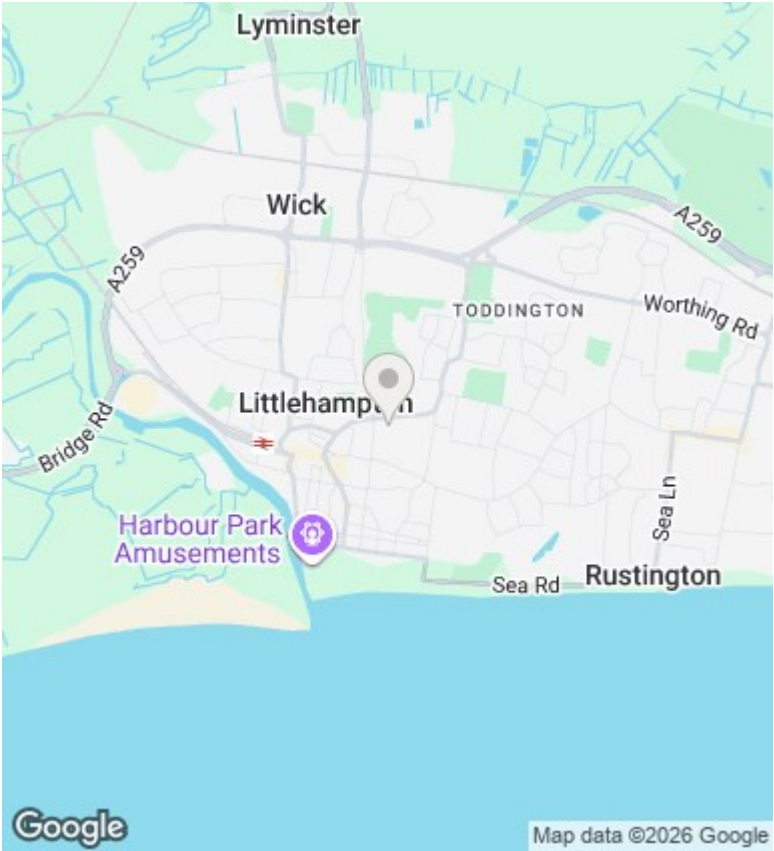 Lyminster
Wick
A259
A259
Worthing Rd
TODDINGTON
Littlehampton
Bridge Rd
Sea Ln
Harbour Park
Amusements
Sea Rd
Rustington
Google
Map data ©2026 Google